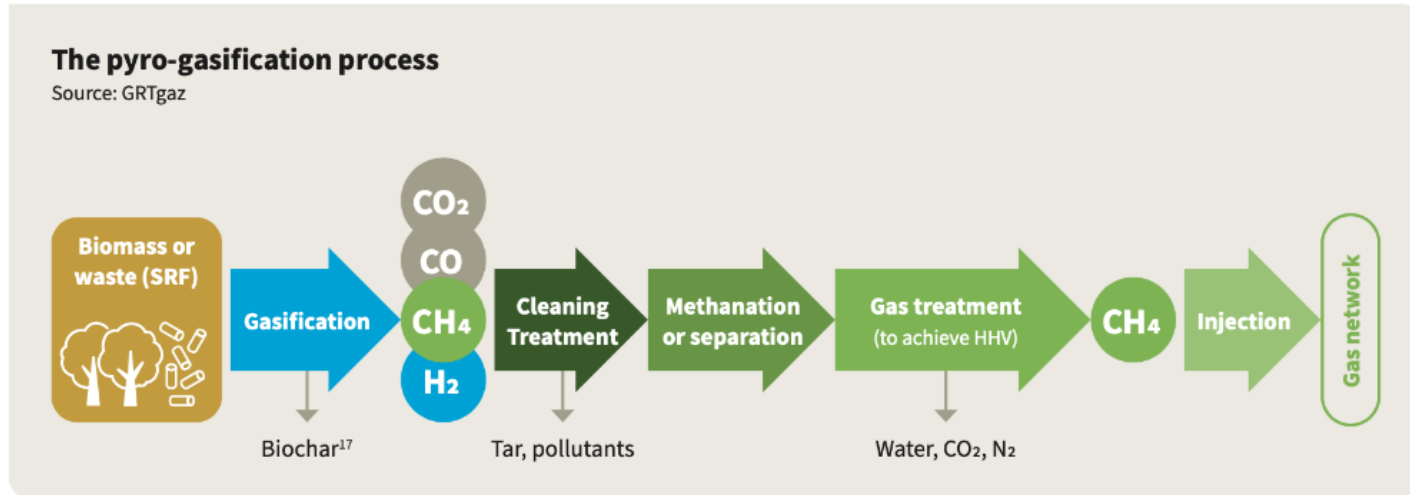 The pyro-gasification process
Source: GRTgaz
Biomass or
waste (SRF)
Gasification
CO₂
CO
CH₄
H₂
Cleaning
Treatment
Methanation
or separation
Gas treatment
(to achieve HHV)
CH₄
Injection
Gas network
Biochar¹⁷
Tar, pollutants
Water, CO₂, N₂